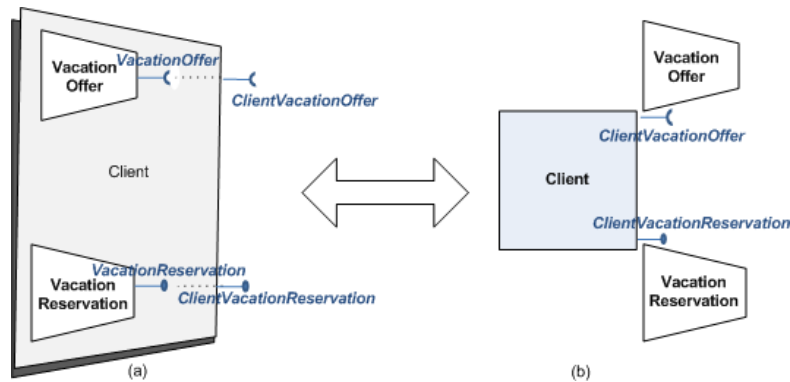 Vacation
Offer
VacationOffer
ClientVacationOffer
Client
VacationReservation
Vacation
Reservation
ClientVacationReservation
(a)
Vacation
Offer
ClientVacationOffer
Client
ClientVacationReservation
Vacation
Reservation
(b)